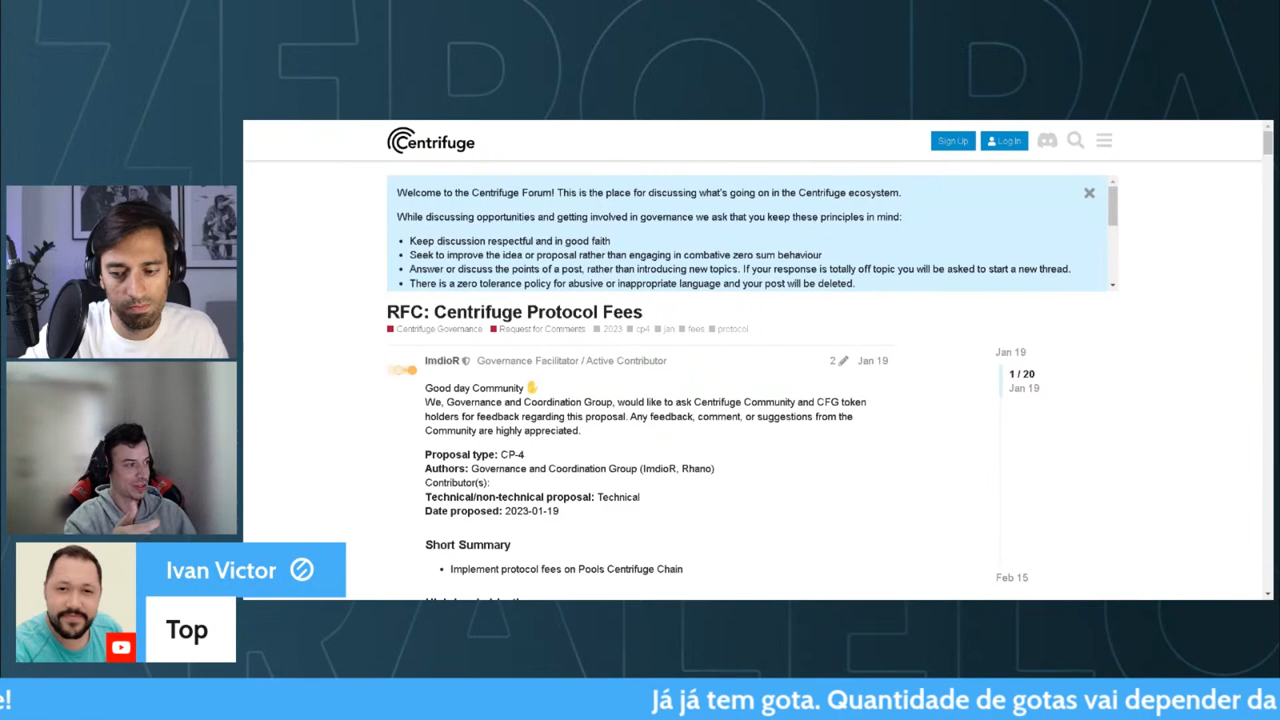 ZERO PA
Centrifuge
Sign Up
Log In
Welcome to the Centrifuge Forum! This is the place for discussing what's going on in the Centrifuge ecosystem.
While discussing opportunities and getting involved in governance we ask that you keep these principles in mind:
• Keep discussion respectful and in good faith
• Seek to improve the idea or proposal rather than engaging in combative zero sum behaviour
• Answer or discuss the points of a post, rather than introducing new topics. If your response is totally off topic you will be asked to start a new thread.
• There is a zero tolerance policy for abusive or inappropriate language and your post will be deleted.
RFC: Centrifuge Protocol Fees
Centrifuge Governance Request for Comments 2023 cp4 jan fees protocol
ImdioR Governance Facilitator / Active Contributor 2 Jan 19
Good day Community ✋
We, Governance and Coordination Group, would like to ask Centrifuge Community and CFG token
holders for feedback regarding this proposal. Any feedback, comment, or suggestions from the
Community are highly appreciated.
Proposal type: CP-4
Authors: Governance and Coordination Group (ImdioR, Rhano)
Contributor(s):
Technical/non-technical proposal: Technical
Date proposed: 2023-01-19
Short Summary
• Implement protocol fees on Pools Centrifuge Chain
Jan 19
1 / 20
Jan 19
Feb 15
Ivan Victor
Top
RALELO
e!
Já já tem gota. Quantidade de gotas vai depender da